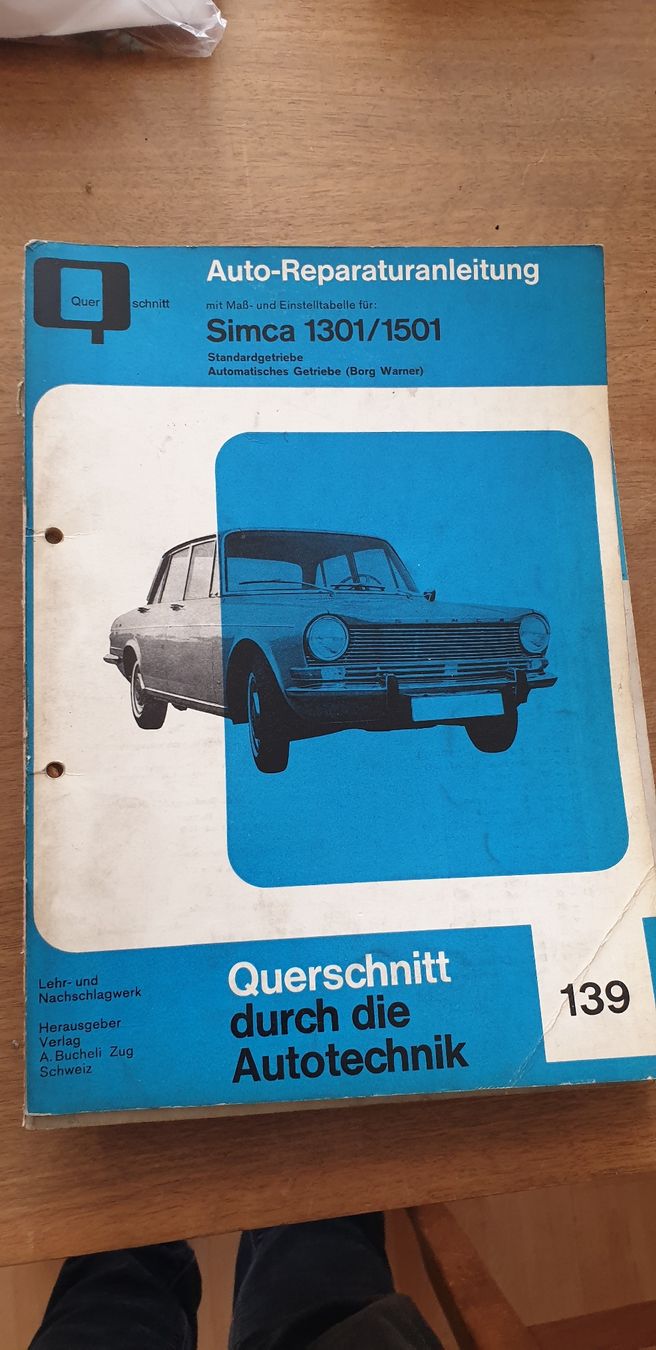 Quer schnitt
Auto-Reparaturanleitung
mit Maß- und Einstelltabelle für:
Simca 1301/1501
Standardgetriebe
Automatisches Getriebe (Borg Warner)
SIMCA
Lehr- und
Nachschlagwerk
Herausgeber
Verlag
A. Bucheli Zug
Schweiz
Querschnitt
durch die
Autotechnik
139